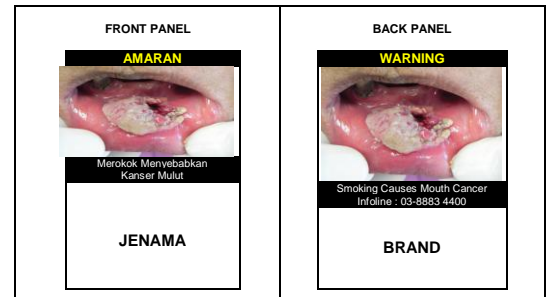 FRONT PANEL
AMARAN
Merokok Menyebabkan
Kanser Mulut
JENAMA
BACK PANEL
WARNING
Smoking Causes Mouth Cancer
Infoline : 03-8883 4400
BRAND